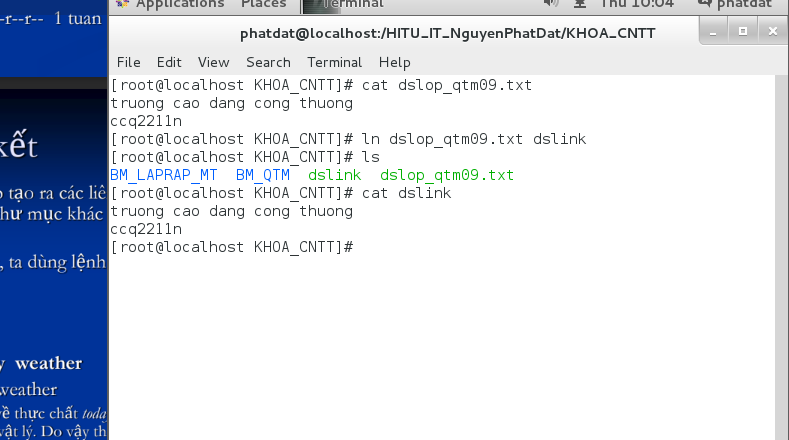 Applications Places Terminal Thu 10:04 phatdat
-r--r-- 1 tuan
phatdat@localhost:/HITU_IT_NguyenPhatDat/KHOA_CNTT
File Edit View Search Terminal Help
[root@localhost KHOA_CNTT]# cat dslop_qtm09.txt
truong cao dang cong thuong
ccq2211n
[root@localhost KHOA_CNTT]# ln dslop_qtm09.txt dslink
[root@localhost KHOA_CNTT]# ls
BM_LAPRAP_MT BM_QTM dslink dslop_qtm09.txt
[root@localhost KHOA_CNTT]# cat dslink
truong cao dang cong thuong
ccq2211n
[root@localhost KHOA_CNTT]#
kết
tạo ra các liê
hư mục khác
, ta dùng lệnh
y weather
weather
về thực chất toda
vật lý. Do vậy th